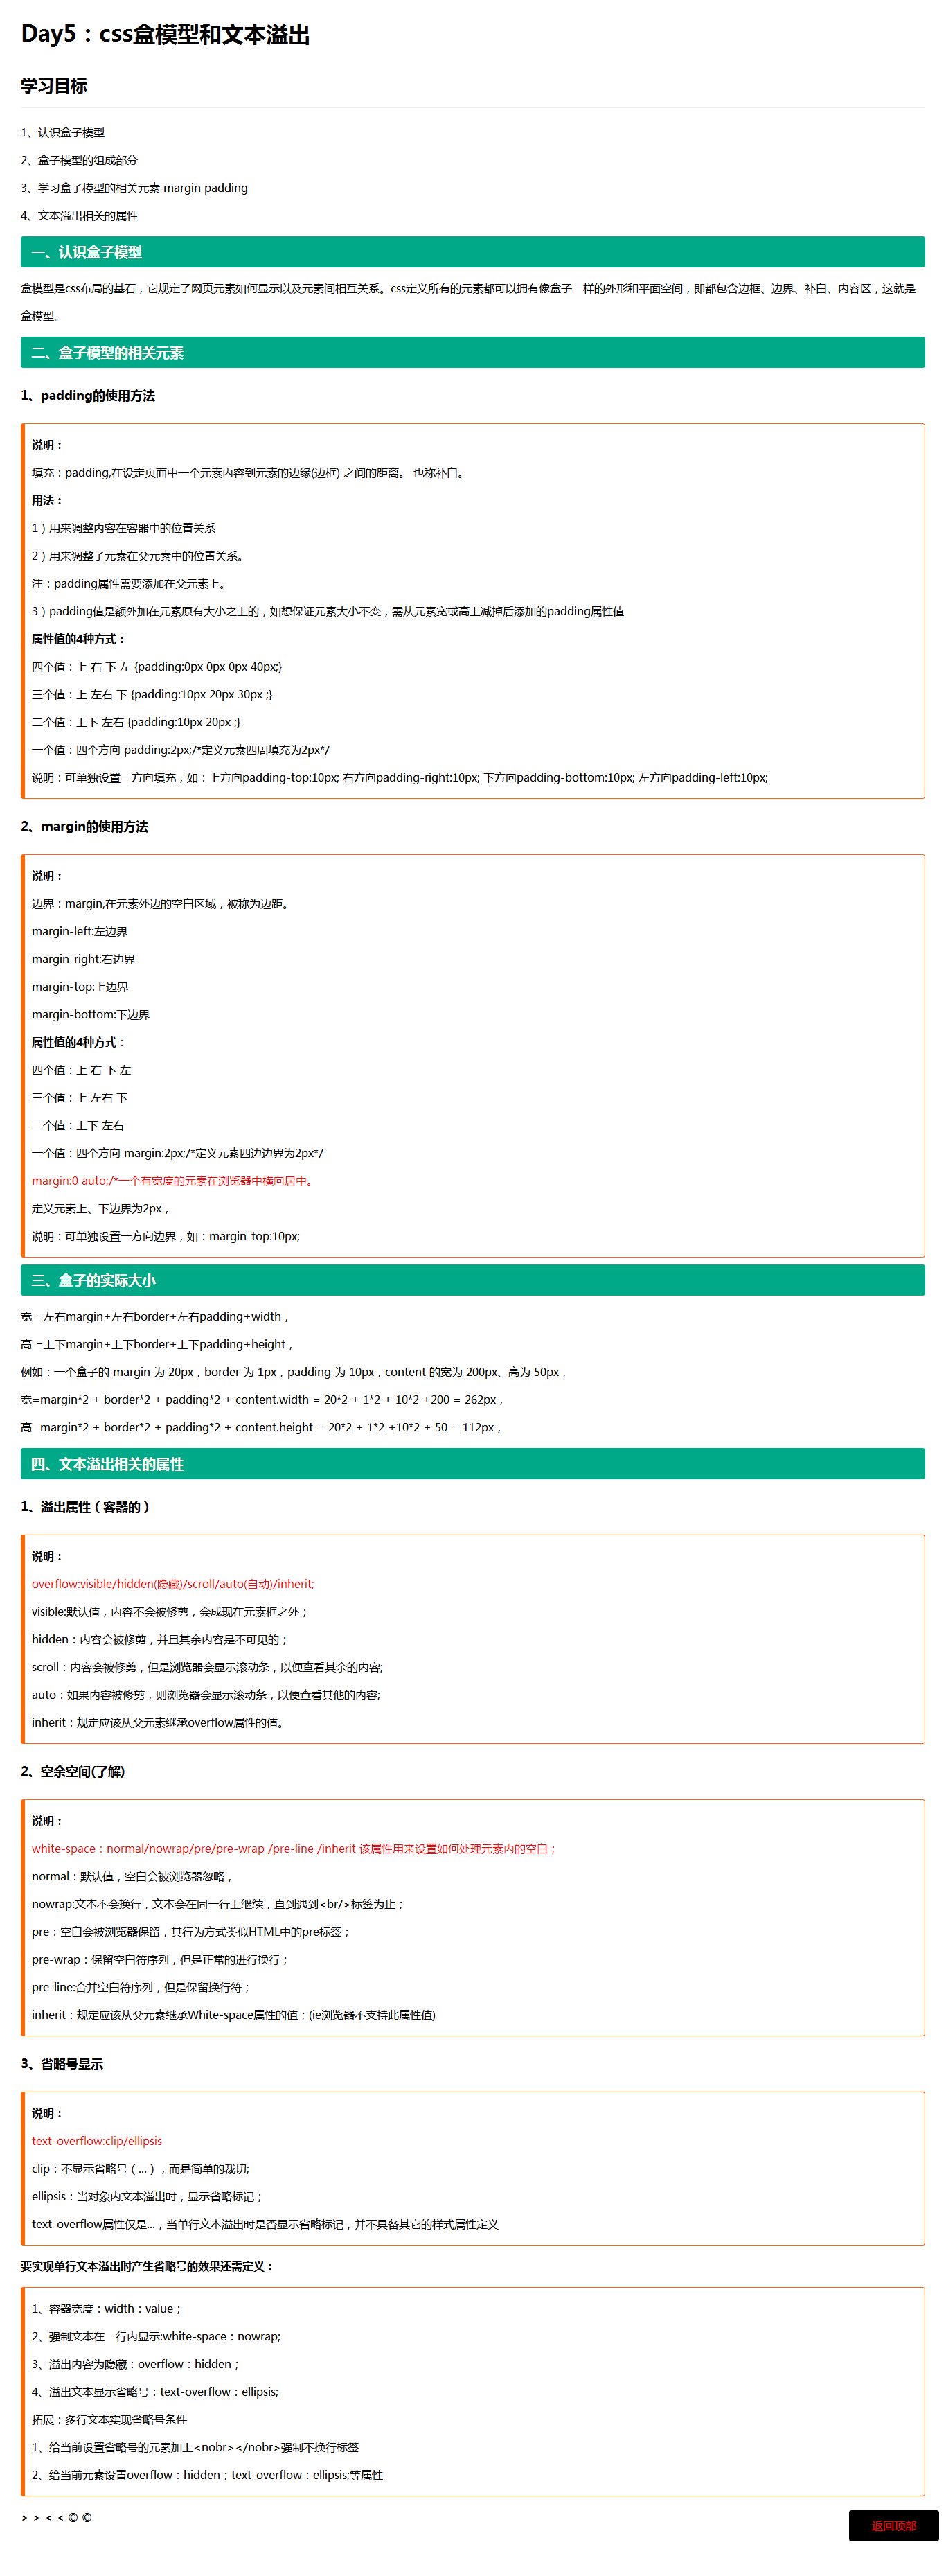 Day5：css盒模型和文本溢出
学习目标
1、认识盒子模型
2、盒子模型的组成部分
3、学习盒子模型的相关元素 margin padding
4、文本溢出相关的属性
一、认识盒子模型
盒模型是css布局的基石，它规定了网页元素如何显示以及元素间相互关系。css定义所有的元素都可以拥有像盒子一样的外形和平面空间，即都包含边框、边界、补白、内容区，这就是
盒模型。
二、盒子模型的相关元素
1、padding的使用方法
说明：
填充：padding,在设定页面中一个元素内容到元素的边缘(边框) 之间的距离。 也称补白。
用法：
1）用来调整内容在容器中的位置关系
2）用来调整子元素在父元素中的位置关系。
注：padding属性需要添加在父元素上。
3）padding值是额外加在元素原有大小之上的，如想保证元素大小不变，需从元素宽或高上减掉后添加的padding属性值
属性值的4种方式：
四个值：上 右 下 左 {padding:0px 0px 0px 40px;}
三个值：上 左右 下 {padding:10px 20px 30px ;}
二个值：上下 左右 {padding:10px 20px ;}
一个值：四个方向 padding:2px;/*定义元素四周填充为2px*/
说明：可单独设置一方向填充，如：上方向padding-top:10px; 右方向padding-right:10px; 下方向padding-bottom:10px; 左方向padding-left:10px;
2、margin的使用方法
说明：
边界：margin,在元素外边的空白区域，被称为边距。
margin-left:左边界
margin-right:右边界
margin-top:上边界
margin-bottom:下边界
属性值的4种方式：
四个值：上 右 下 左
三个值：上 左右 下
二个值：上下 左右
一个值：四个方向 margin:2px;/*定义元素四边边界为2px*/
margin:0 auto;/*一个有宽度的元素在浏览器中横向居中。
定义元素上、下边界为2px，
说明：可单独设置一方向边界，如：margin-top:10px;
三、盒子的实际大小
宽 =左右margin+左右border+左右padding+width，
高 =上下margin+上下border+上下padding+height，
例如：一个盒子的 margin 为 20px，border 为 1px，padding 为 10px，content 的宽为 200px、高为 50px，
宽=margin*2 + border*2 + padding*2 + content.width = 20*2 + 1*2 + 10*2 +200 = 262px，
高=margin*2 + border*2 + padding*2 + content.height = 20*2 + 1*2 +10*2 + 50 = 112px，
四、文本溢出相关的属性
1、溢出属性（容器的）
说明：
overflow:visible/hidden(隐藏)/scroll/auto(自动)/inherit;
visible:默认值，内容不会被修剪，会成现在元素框之外；
hidden：内容会被修剪，并且其余内容是不可见的；
scroll：内容会被修剪，但是浏览器会显示滚动条，以便查看其余的内容;
auto：如果内容被修剪，则浏览器会显示滚动条，以便查看其他的内容;
inherit：规定应该从父元素继承overflow属性的值。
2、空余空间(了解)
说明：
white-space：normal/nowrap/pre/pre-wrap /pre-line /inherit 该属性用来设置如何处理元素内的空白；
normal：默认值，空白会被浏览器忽略，
nowrap:文本不会换行，文本会在同一行上继续，直到遇到<br/>标签为止；
pre：空白会被浏览器保留，其行为方式类似HTML中的pre标签；
pre-wrap：保留空白符序列，但是正常的进行换行；
pre-line:合并空白符序列，但是保留换行符；
inherit：规定应该从父元素继承White-space属性的值；(ie浏览器不支持此属性值)
3、省略号显示
说明：
text-overflow:clip/ellipsis
clip：不显示省略号（...），而是简单的裁切;
ellipsis：当对象内文本溢出时，显示省略标记；
text-overflow属性仅是...，当单行文本溢出时是否显示省略标记，并不具备其它的样式属性定义
要实现单行文本溢出时产生省略号的效果还需定义：
1、容器宽度：width：value；
2、强制文本在一行内显示:white-space：nowrap;
3、溢出内容为隐藏：overflow：hidden；
4、溢出文本显示省略号：text-overflow：ellipsis;
拓展：多行文本实现省略号条件
1、给当前设置省略号的元素加上<nobr></nobr>强制不换行标签
2、给当前元素设置overflow：hidden；text-overflow：ellipsis;等属性
> > < < © ©
返回顶部